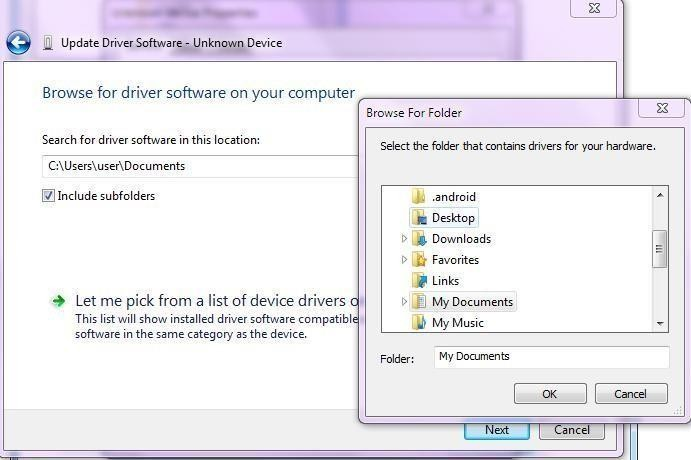 Unknown Device Properties
Update Driver Software - Unknown Device
Browse for driver software on your computer
Search for driver software in this location:
C:\Users\user\Documents
Include subfolders
Let me pick from a list of device drivers o
This list will show installed driver software compatible
software in the same category as the device.
Next
Cancel
Browse For Folder
Select the folder that contains drivers for your hardware.
.android
Desktop
Downloads
Favorites
Links
My Documents
My Music
Folder:
My Documents
OK
Cancel